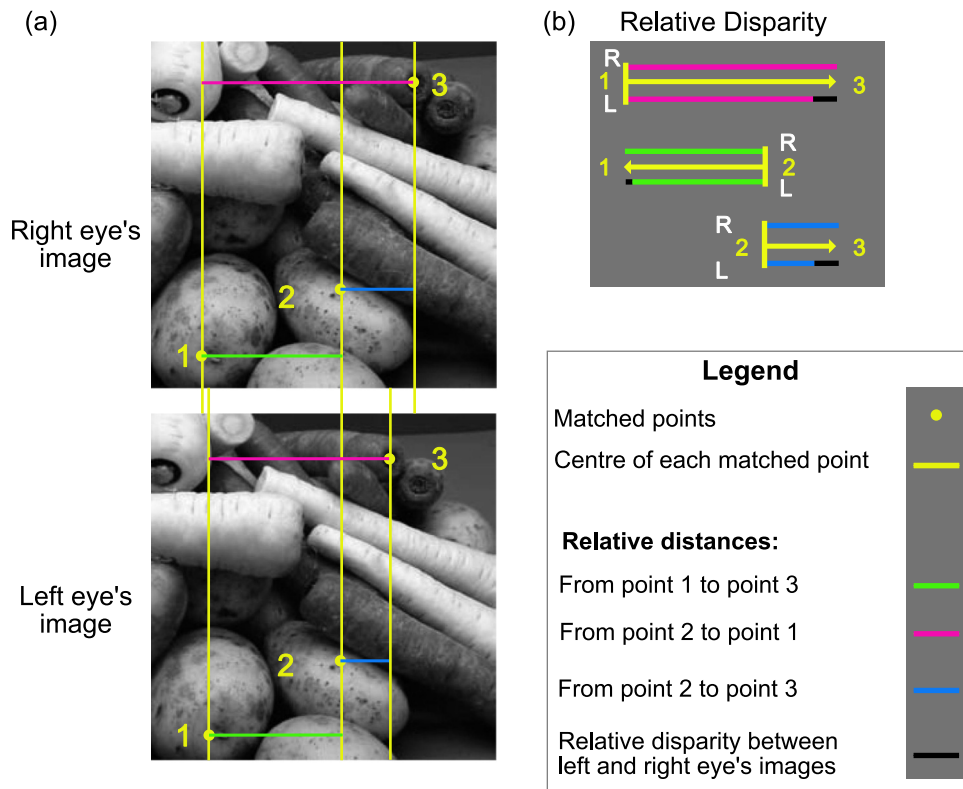 (a)
Right eye's
image
3
2
1
Left eye's
image
3
2
1
(b) Relative Disparity
R
1 3
L
R
1 2
L
R
2 3
L
Legend
Matched points
Centre of each matched point
Relative distances:
From point 1 to point 3
From point 2 to point 1
From point 2 to point 3
Relative disparity between
left and right eye's images